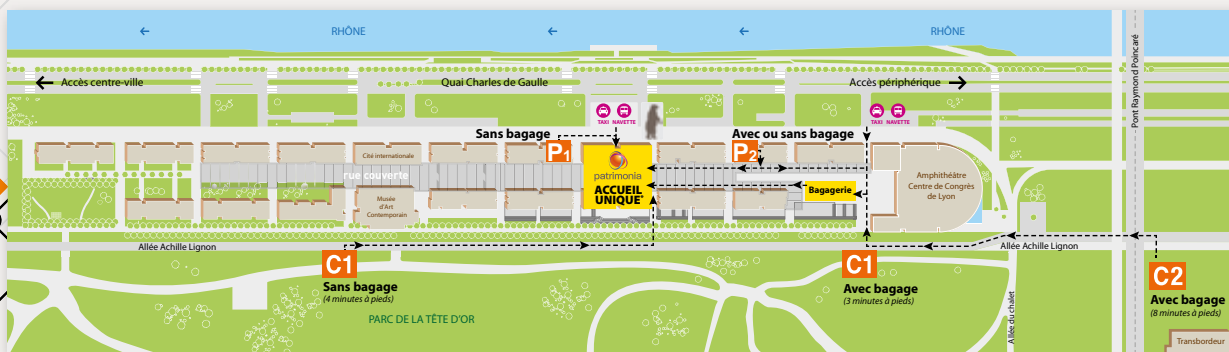 ← RHÔNE ← ← RHÔNE
← Accès centre-ville
Quai Charles de Gaulle
Accès périphérique →
Pont Raymond Poincaré
TAXI NAVETTE
TAXI NAVETTE
Sans bagage
Avec ou sans bagage
P1
P2
Cité internationale
rue couverte
Musée
d'Art
Contemporain
patrimonia
ACCUEIL
UNIQUE*
Bagagerie
Amphithéâtre
Centre de Congrès
de Lyon
Allée Achille Lignon
Allée Achille Lignon
C1
Sans bagage
(4 minutes à pieds)
C1
Avec bagage
(3 minutes à pieds)
C2
Avec bagage
(8 minutes à pieds)
PARC DE LA TÊTE D'OR
Allée du chalet
Transbordeur